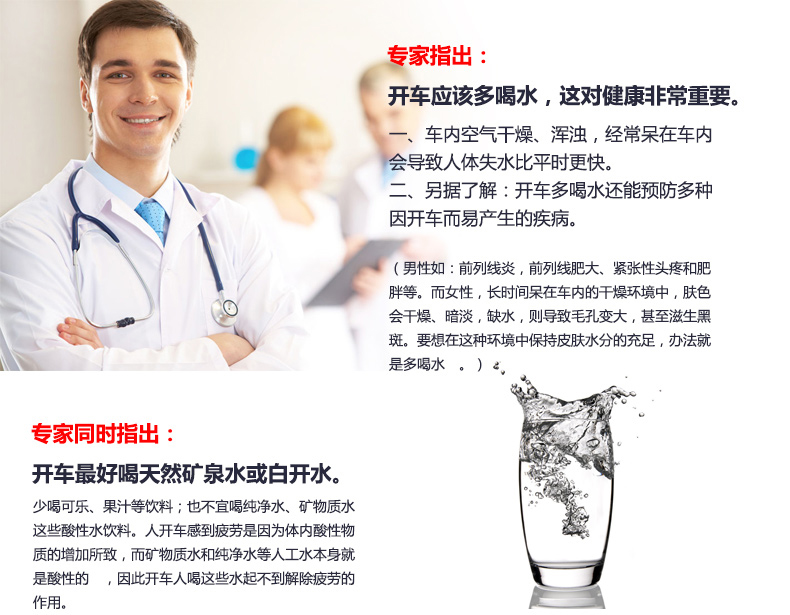 专家指出：
开车应该多喝水，这对健康非常重要。
一、车内空气干燥、浑浊，经常呆在车内
会导致人体失水比平时更快。
二、另据了解：开车多喝水还能预防多种
因开车而易产生的疾病。
（男性如：前列线炎，前列线肥大、紧张性头疼和肥
胖等。而女性，长时间呆在车内的干燥环境中，肤色
会干燥、暗淡，缺水，则导致毛孔变大，甚至滋生黑
斑。要想在这种环境中保持皮肤水分的充足，办法就
是多喝水 。）
专家同时指出：
开车最好喝天然矿泉水或白开水。
少喝可乐、果汁等饮料；也不宜喝纯净水、矿物质水
这些酸性水饮料。人开车感到疲劳是因为体内酸性物
质的增加所致，而矿物质水和纯净水等人工水本身就
是酸性的 ，因此开车人喝这些水起不到解除疲劳的
作用。